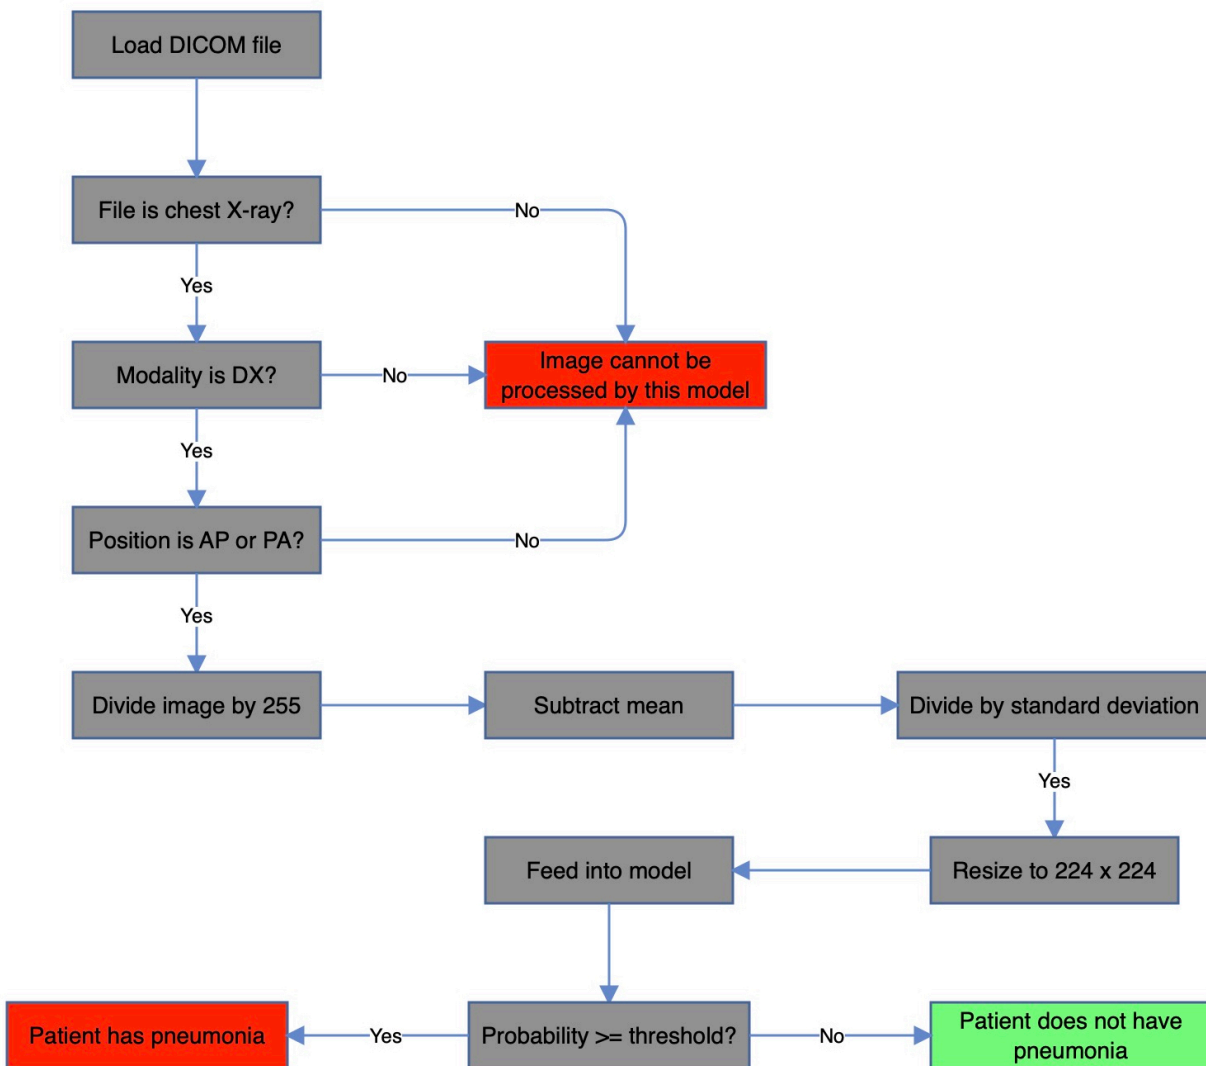 Load DICOM file
File is chest X-ray?
No
Yes
Modality is DX?
No
Image cannot be
processed by this model
Yes
Position is AP or PA?
No
Yes
Divide image by 255
Subtract mean
Divide by standard deviation
Yes
Resize to 224 x 224
Feed into model
Probability >= threshold?
Yes
Patient has pneumonia
No
Patient does not have
pneumonia